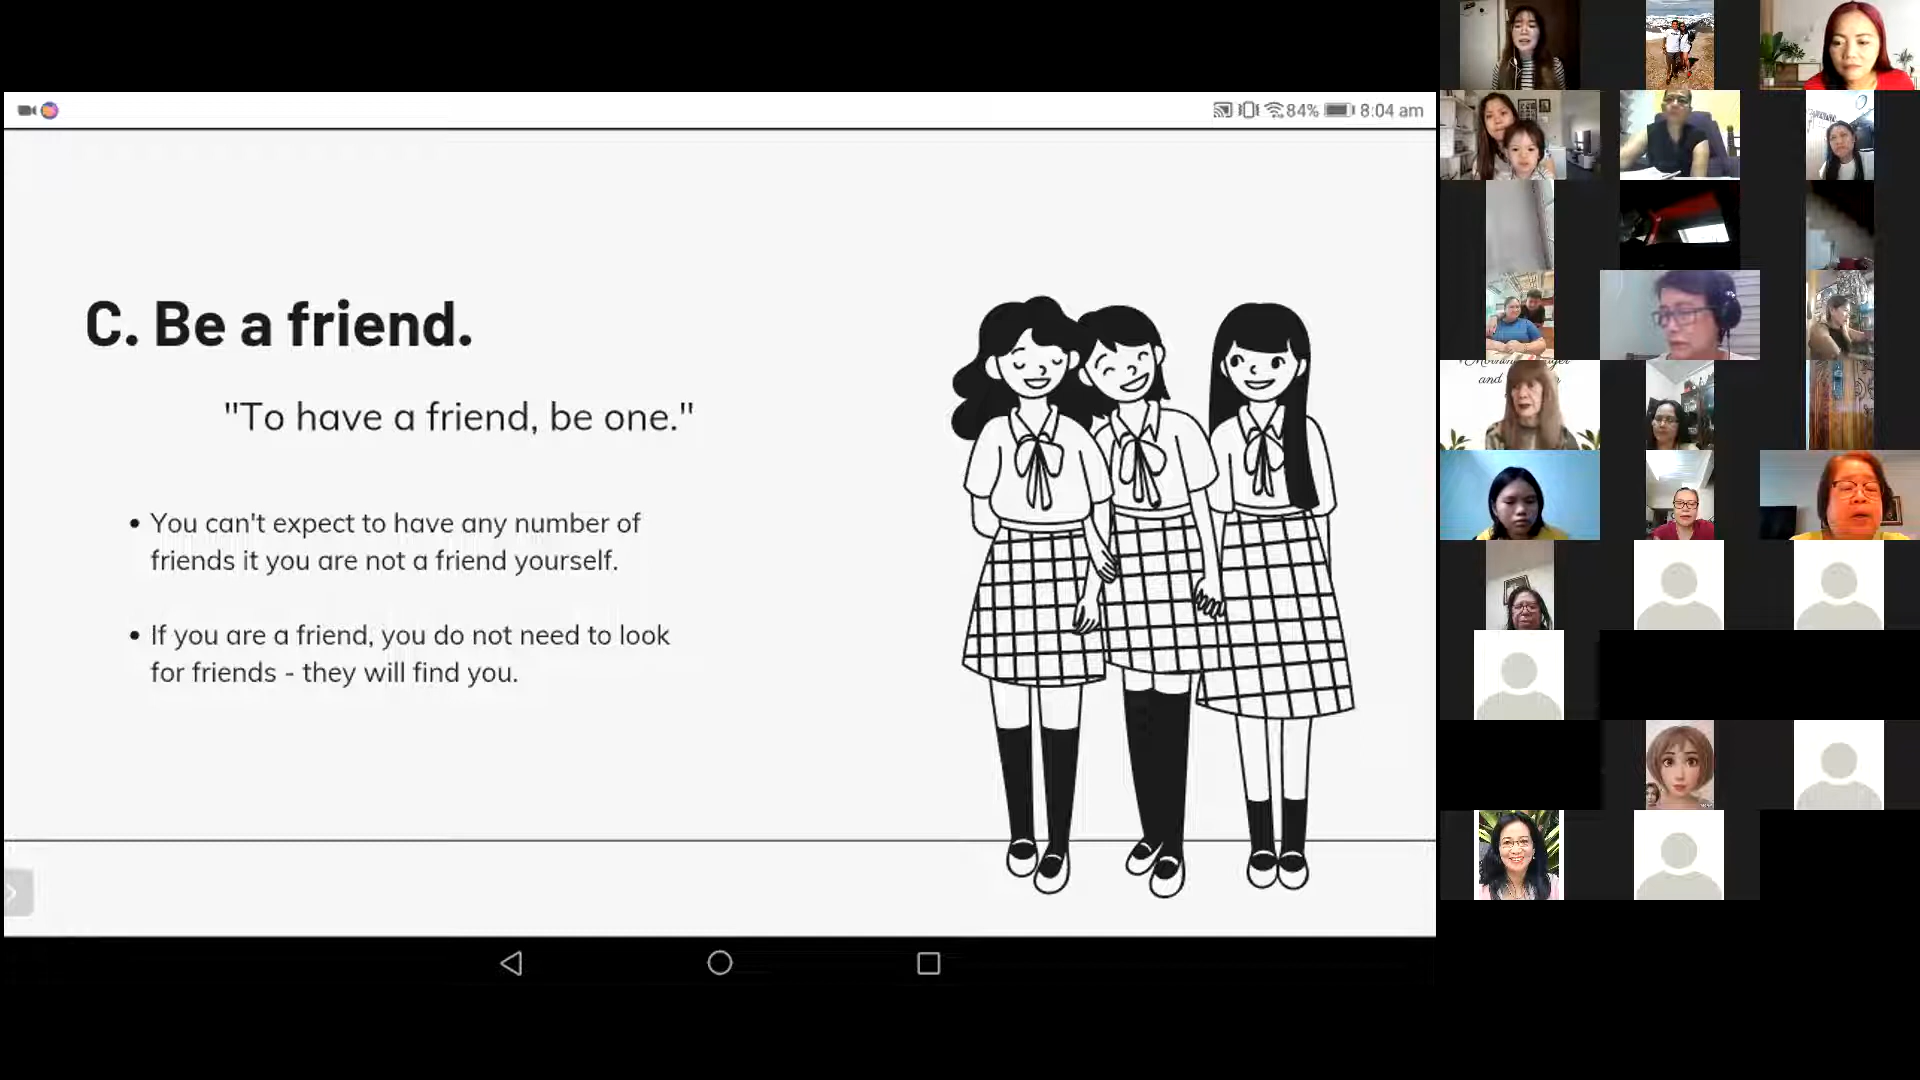 84% 8:04 am
C. Be a friend.
"To have a friend, be one."
• You can't expect to have any number of
friends it you are not a friend yourself.
• If you are a friend, you do not need to look
for friends - they will find you.
and